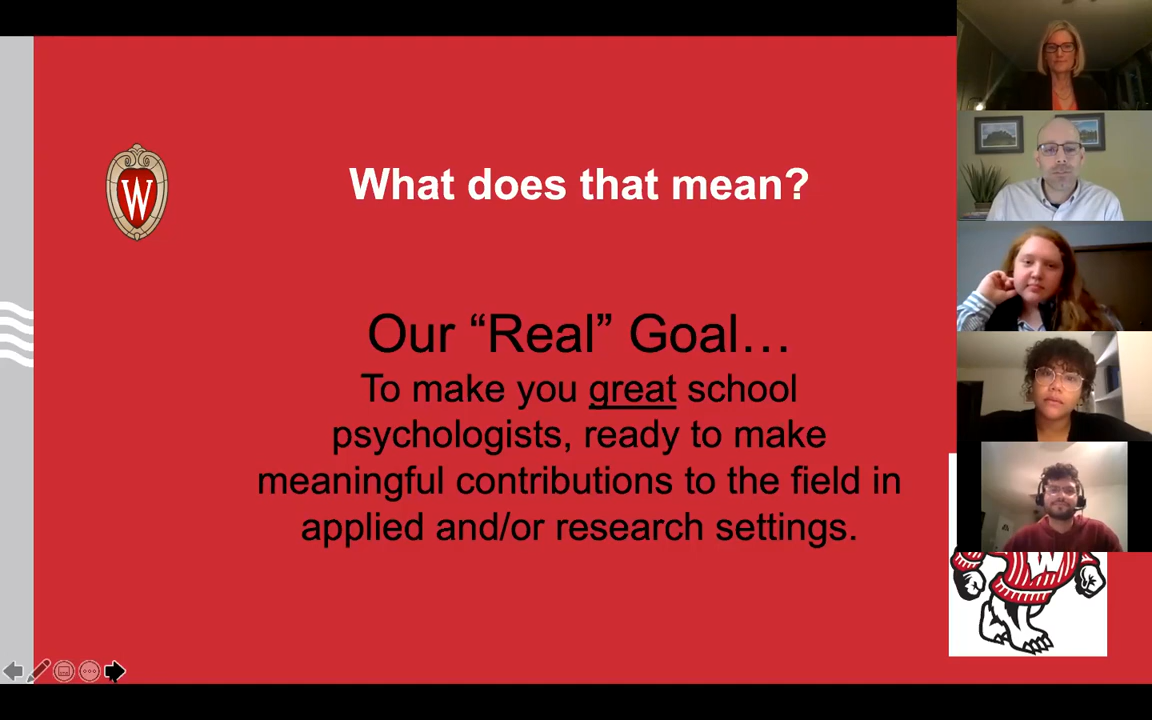 W
What does that mean?
Our “Real” Goal…
To make you great school
psychologists, ready to make
meaningful contributions to the field in
applied and/or research settings.
W